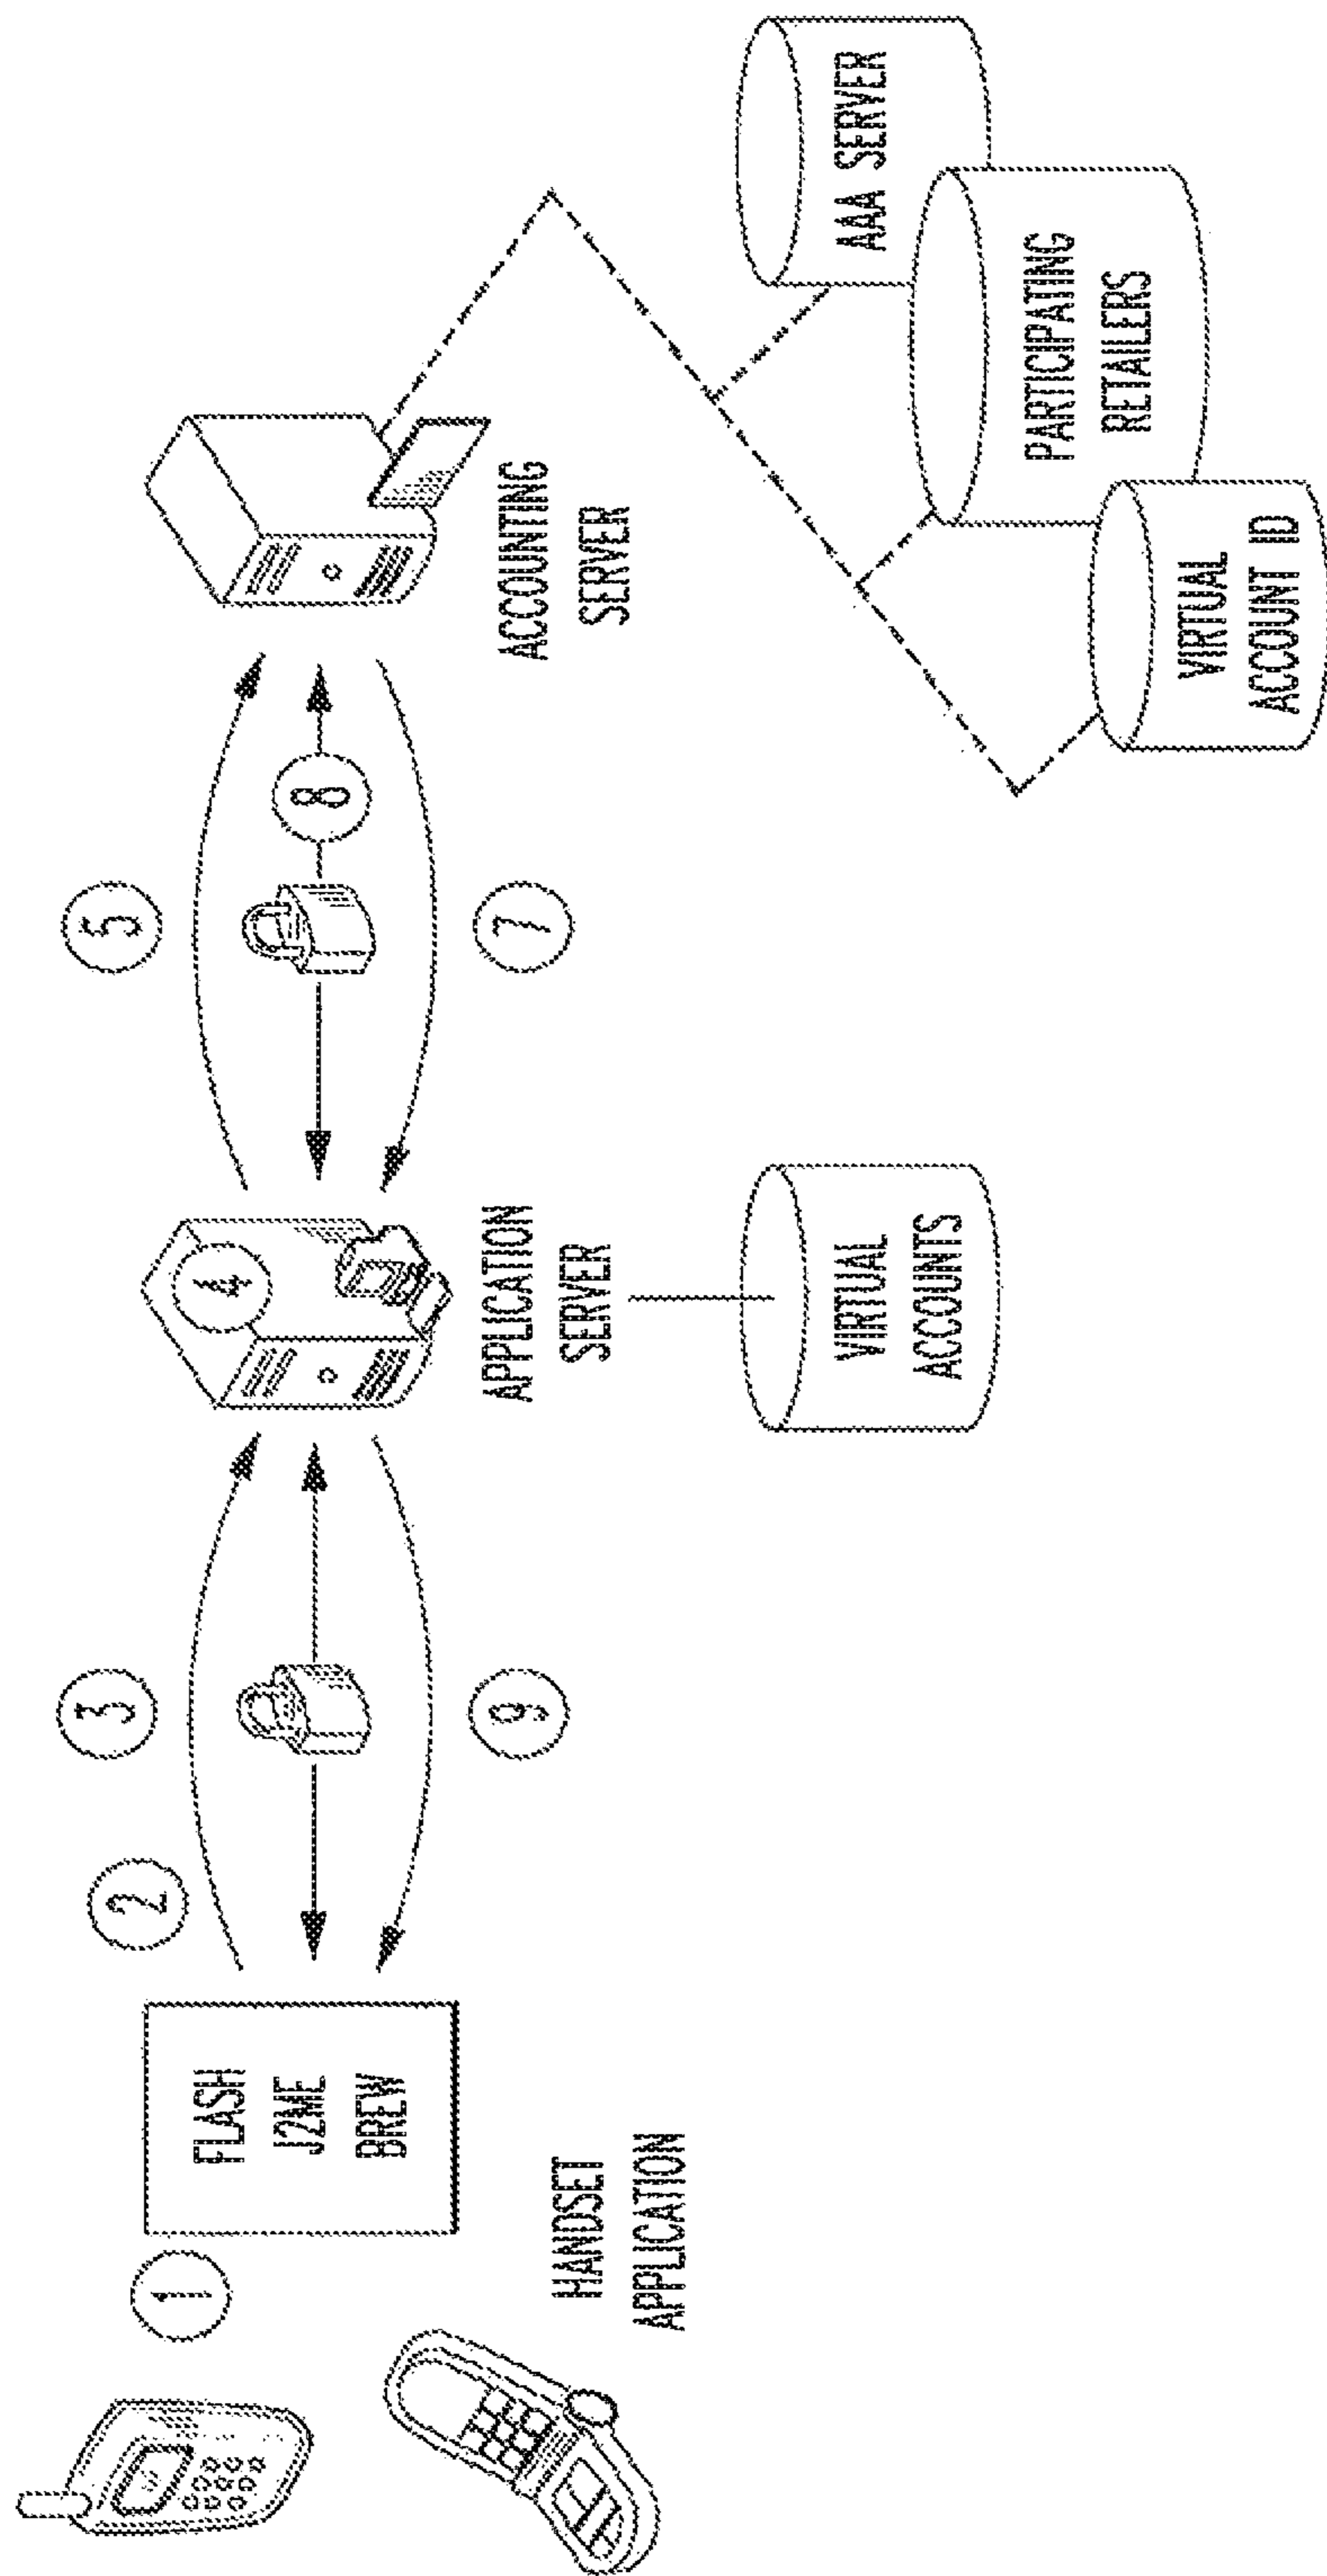 1
FLASH
J2ME
BREW
HANDSET
APPLICATION
2
3
9
4
APPLICATION
SERVER
VIRTUAL
ACCOUNTS
5
8
7
ACCOUNTING
SERVER
VIRTUAL
ACCOUNT ID
PARTICIPATING
RETAILERS
AAA SERVER